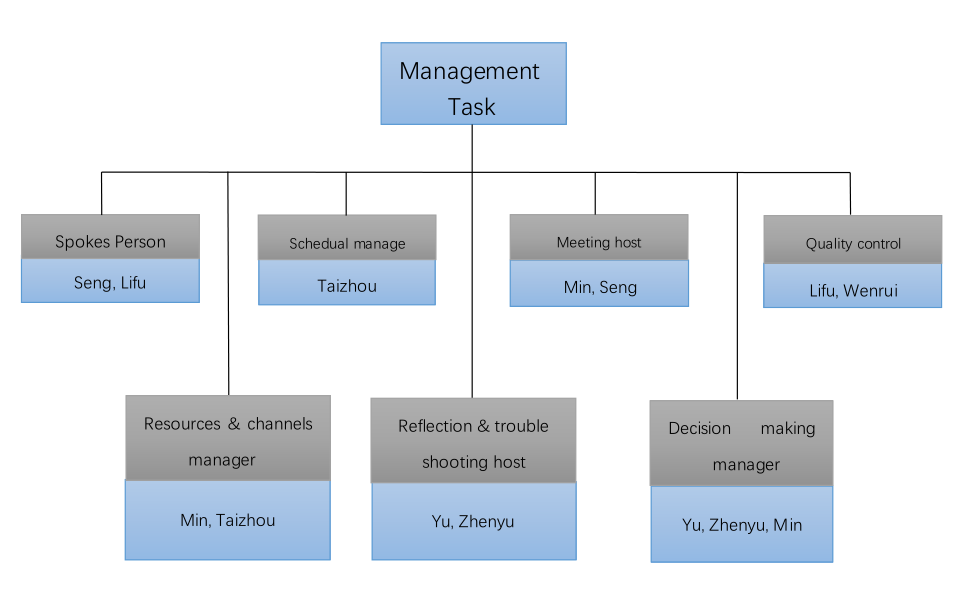 Management
Task
Spokes Person
Seng, Lifu
Schedual manage
Taizhou
Meeting host
Min, Seng
Quality control
Lifu, Wenrui
Resources & channels
manager
Min, Taizhou
Reflection & trouble
shooting host
Yu, Zhenyu
Decision making
manager
Yu, Zhenyu, Min